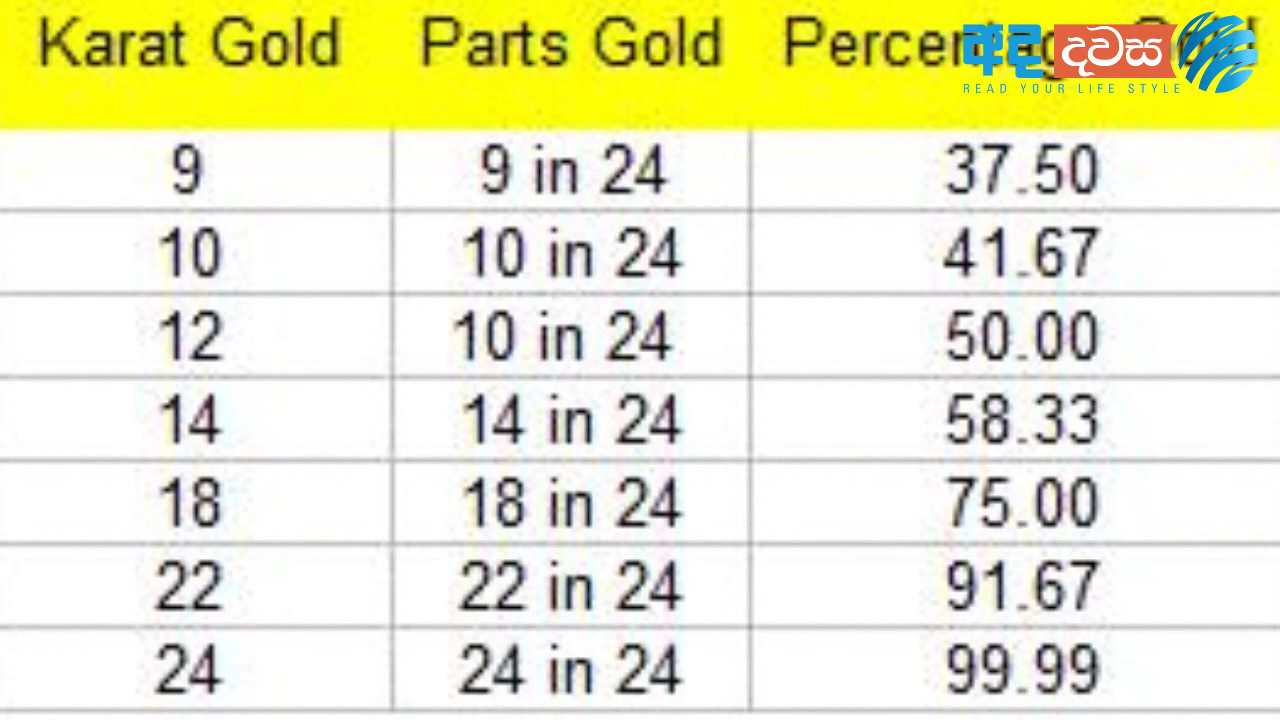 Karat Gold Parts Gold
අද දවස
READ YOUR LIFE STYLE
9 9 in 24 37.50
10 10 in 24 41.67
12 10 in 24 50.00
14 14 in 24 58.33
18 18 in 24 75.00
22 22 in 24 91.67
24 24 in 24 99.99